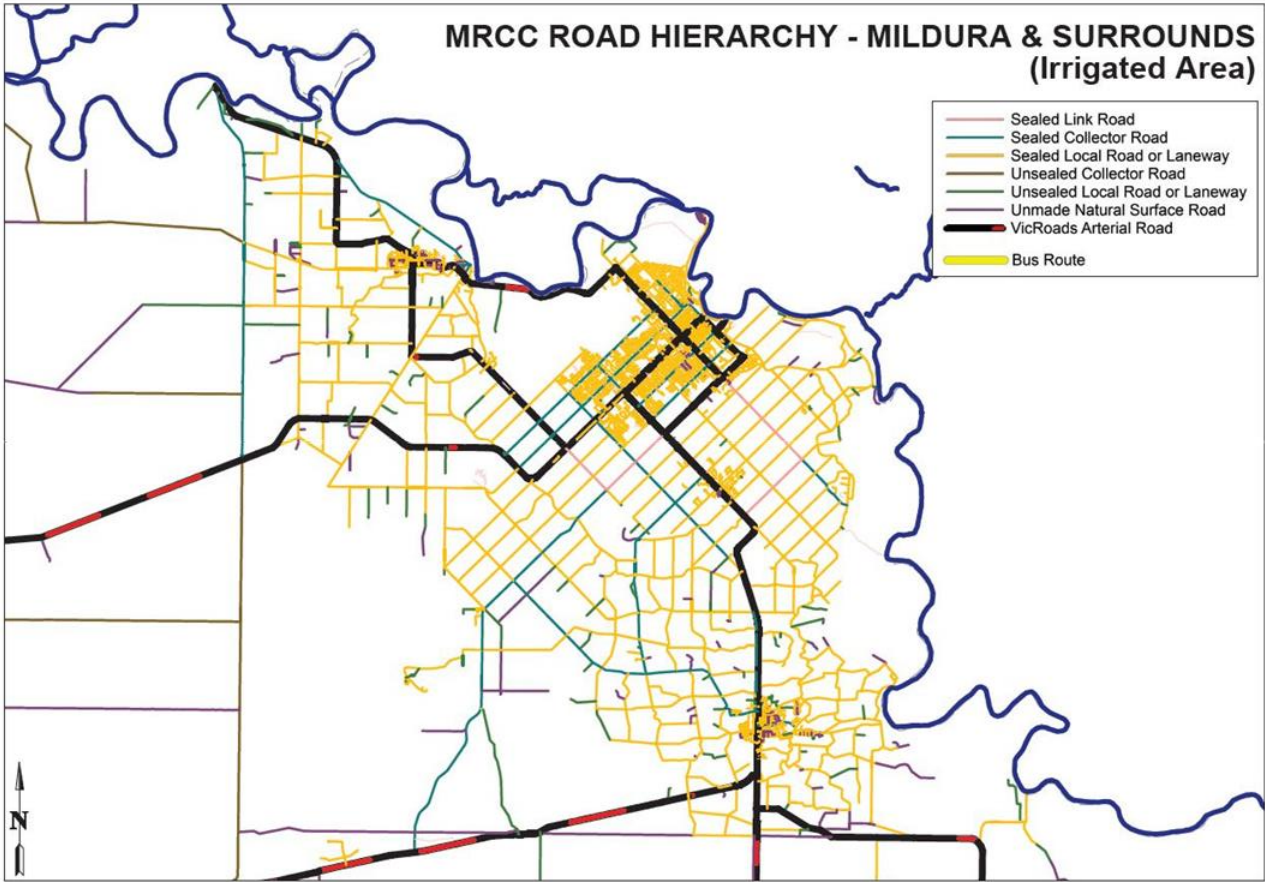 MRCC ROAD HIERARCHY - MILDURA & SURROUNDS
(Irrigated Area)
Sealed Link Road
Sealed Collector Road
Sealed Local Road or Laneway
Unsealed Collector Road
Unsealed Local Road or Laneway
Unmade Natural Surface Road
VicRoads Arterial Road
Bus Route
N